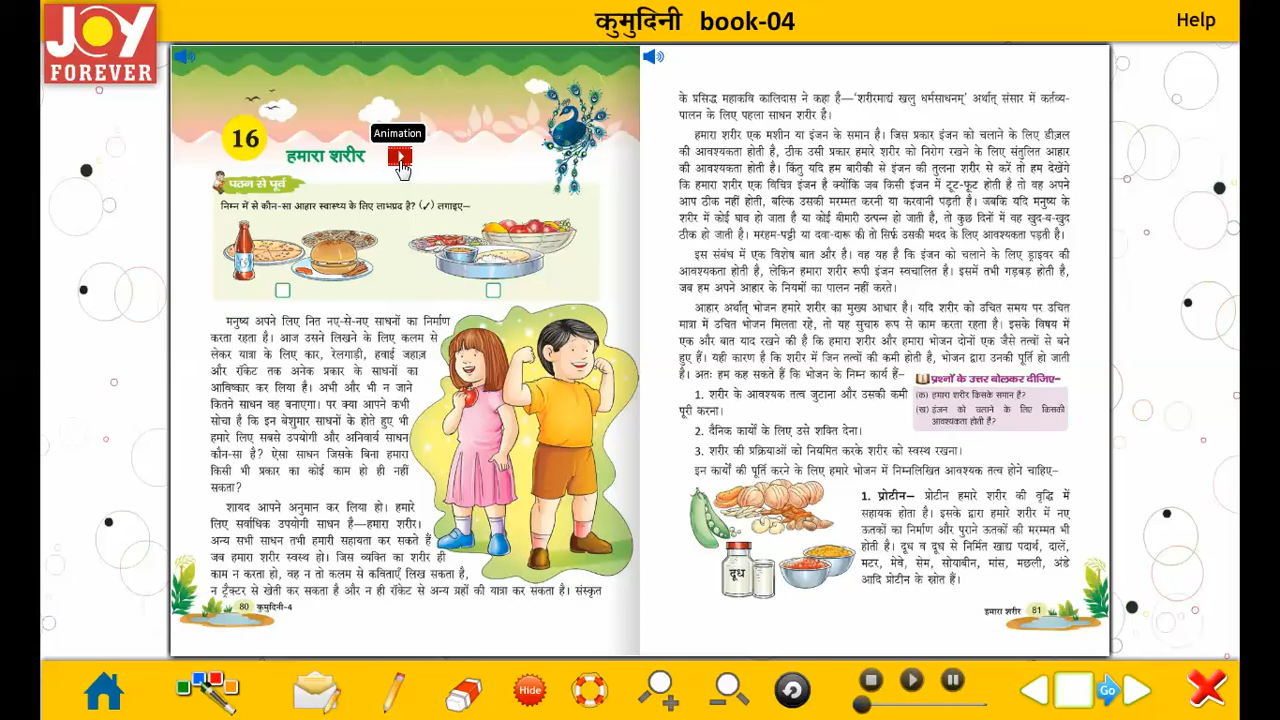 JOY
FOREVER
कुमुदिनी book-04
Help
16
Animation
हमारा शरीर
पठन से पूर्व
निम्न में से कौन-सा आहार स्वास्थ्य के लिए लाभप्रद है? (✓) लगाइए–
मनुष्य अपने लिए नित नए-से-नए साधनों का निर्माण
करता रहता है। आज उसने लिखने के लिए कलम से
लेकर यात्रा के लिए कार, रेलगाड़ी, हवाई जहाज़
और रॉकेट तक अनेक प्रकार के साधनों का
आविष्कार कर लिया है। अभी और भी न जाने
कितने साधन वह बनाएगा। पर क्या आपने कभी
सोचा है कि इन बेशुमार साधनों के होते हुए भी
हमारे लिए सबसे उपयोगी और अनिवार्य साधन
कौन-सा है? ऐसा साधन जिसके बिना हमारा
किसी भी प्रकार का कोई काम हो ही नहीं
सकता?
शायद आपने अनुमान कर लिया हो। हमारे
लिए सर्वाधिक उपयोगी साधन है—हमारा शरीर।
अन्य सभी साधन तभी हमारी सहायता कर सकते हैं
जब हमारा शरीर स्वस्थ हो। जिस व्यक्ति का शरीर ही
काम न करता हो, वह न तो कलम से कविताएँ लिख सकता है,
न ट्रैक्टर से खेती कर सकता है और न ही रॉकेट से अन्य ग्रहों की यात्रा कर सकता है। संस्कृत
80 कुमुदिनी-4
के प्रसिद्ध महाकवि कालिदास ने कहा है—‘शरीरमाद्यं खलु धर्मसाधनम्’ अर्थात् संसार में कर्तव्य-
पालन के लिए पहला साधन शरीर है।
हमारा शरीर एक मशीन या इंजन के समान है। जिस प्रकार इंजन को चलाने के लिए डीज़ल
की आवश्यकता होती है, ठीक उसी प्रकार हमारे शरीर को निरोग रखने के लिए संतुलित आहार
की आवश्यकता होती है। किंतु यदि हम बारीकी से इंजन की तुलना शरीर से करें तो हम देखेंगे
कि हमारा शरीर एक विचित्र इंजन है क्योंकि जब किसी इंजन में टूट-फूट होती है तो वह अपने
आप ठीक नहीं होती, बल्कि उसकी मरम्मत करनी या करवानी पड़ती है। जबकि यदि मनुष्य के
शरीर में कोई घाव हो जाता है या कोई बीमारी उत्पन्न हो जाती है, तो कुछ दिनों में वह खुद-ब-खुद
ठीक हो जाती है। मरहम-पट्टी या दवा-दारू की तो सिर्फ़ उसकी मदद के लिए आवश्यकता पड़ती है।
इस संबंध में एक विशेष बात और है। वह यह है कि इंजन को चलाने के लिए ड्राइवर की
आवश्यकता होती है, लेकिन हमारा शरीर रूपी इंजन स्वचालित है। इसमें तभी गड़बड़ होती है,
जब हम अपने आहार के नियमों का पालन नहीं करते।
आहार अर्थात् भोजन हमारे शरीर का मुख्य आधार है। यदि शरीर को उचित समय पर उचित
मात्रा में उचित भोजन मिलता रहे, तो यह सुचारु रूप से काम करता रहता है। इसके विषय में
एक और बात याद रखने की है कि हमारा शरीर और हमारा भोजन दोनों एक जैसे तत्वों से बने
हुए हैं। यही कारण है कि शरीर में जिन तत्वों की कमी होती है, भोजन द्वारा उनकी पूर्ति हो जाती
है। अतः हम कह सकते हैं कि भोजन के निम्न कार्य हैं–
1. शरीर के आवश्यक तत्व जुटाना और उसकी कमी
पूरी करना।
2. दैनिक कार्यों के लिए उसे शक्ति देना।
3. शरीर की प्रक्रियाओं को नियमित करके शरीर को स्वस्थ रखना।
प्रश्नों के उत्तर बोलकर दीजिए–
(क) हमारा शरीर किसके समान है?
(ख) इंजन को चलाने के लिए किसकी
आवश्यकता होती है?
इन कार्यों की पूर्ति करने के लिए हमारे भोजन में निम्नलिखित आवश्यक तत्व होने चाहिए–
दूध
1. प्रोटीन– प्रोटीन हमारे शरीर की वृद्धि में
सहायक होता है। इसके द्वारा हमारे शरीर में नए
ऊतकों का निर्माण और पुराने ऊतकों की मरम्मत भी
होती है। दूध व दूध से निर्मित खाद्य पदार्थ, दालें,
मटर, मेवे, सेम, सोयाबीन, मांस, मछली, अंडे
आदि प्रोटीन के स्रोत हैं।
हमारा शरीर 81
Hide
Go